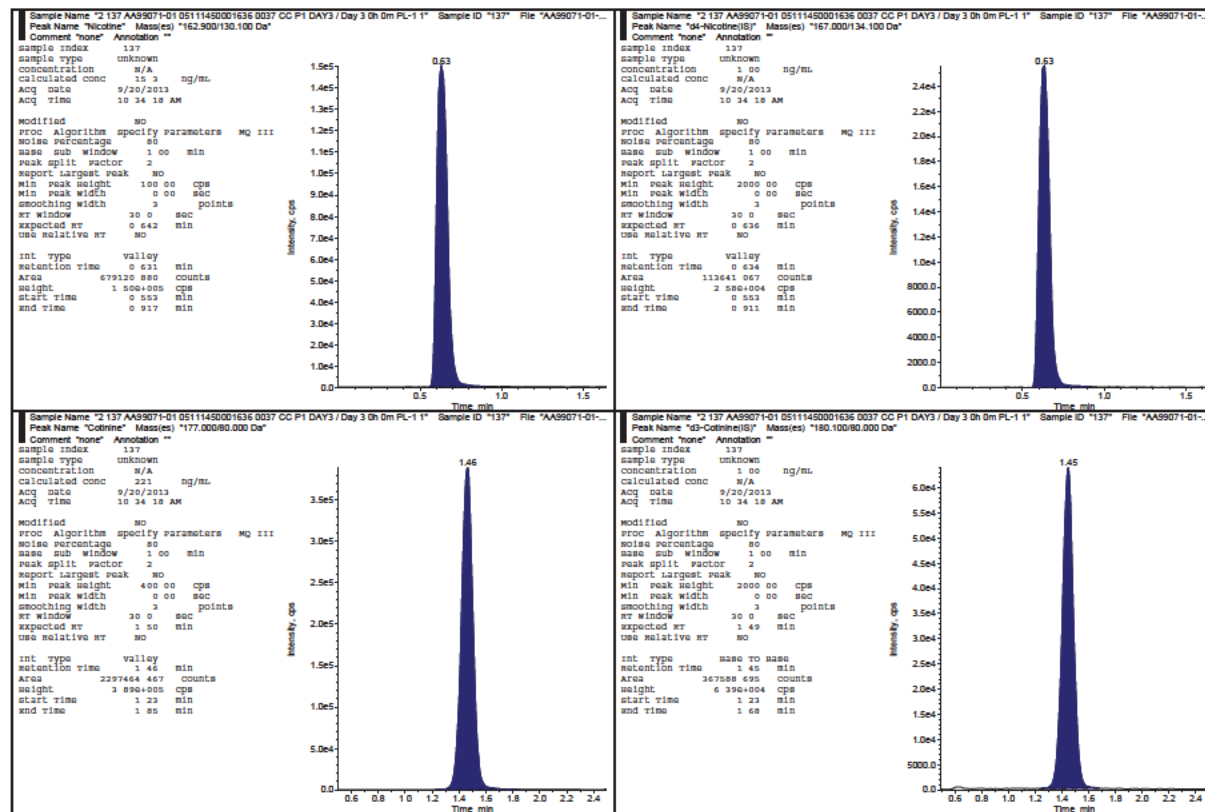 Sample Name "2 137 AA99071-01 05111450001636 0037 CC P1 DAY3 / Day 3 0h 0m PL-1 1" Sample ID "137" File "AA99071-01-...
Peak Name "Nicotine" Mass(es) "162.900/130.100 Da"
Comment "none" Annotation ""
Sample Index 137
Sample Type Unknown
Concentration N/A
Calculated Conc 15 3 ng/mL
Acq Date 9/20/2013
Acq Time 10 34 18 AM
Modified NO
Proc Algorithm Specify Parameters MQ III
Noise Percentage 80
Base Sub Window 1 00 min
Peak Split Factor 2
Report Largest Peak NO
Min Peak Height 100 00 cps
Min Peak Width 0 00 sec
Smoothing Width 3 points
RT Window 30 0 sec
Expected RT 0 642 min
Use Relative RT NO
Int Type Valley
Retention Time 0 631 min
Area 679120 880 counts
Height 1 50e+005 cps
Start Time 0 553 min
End Time 0 917 min
0.63
Intensity, cps
1.5e5
1.4e5
1.3e5
1.2e5
1.1e5
1.0e5
9.0e4
8.0e4
7.0e4
6.0e4
5.0e4
4.0e4
3.0e4
2.0e4
1.0e4
0.0
0.5 1.0 1.5
Time min
Sample Name "2 137 AA99071-01 05111450001636 0037 CC P1 DAY3 / Day 3 0h 0m PL-1 1" Sample ID "137" File "AA99071-01-...
Peak Name "d4-Nicotine(IS)" Mass(es) "167.000/134.100 Da"
Comment "none" Annotation ""
Sample Index 137
Sample Type Unknown
Concentration 1 00 ng/mL
Calculated Conc N/A
Acq Date 9/20/2013
Acq Time 10 34 18 AM
Modified NO
Proc Algorithm Specify Parameters MQ III
Noise Percentage 80
Base Sub Window 1 00 min
Peak Split Factor 2
Report Largest Peak NO
Min Peak Height 2000 00 cps
Min Peak Width 0 00 sec
Smoothing Width 3 points
RT Window 30 0 sec
Expected RT 0 636 min
Use Relative RT NO
Int Type Valley
Retention Time 0 634 min
Area 113641 067 counts
Height 2 58e+004 cps
Start Time 0 553 min
End Time 0 911 min
0.63
Intensity, cps
2.4e4
2.2e4
2.0e4
1.8e4
1.6e4
1.4e4
1.2e4
1.0e4
8000.0
6000.0
4000.0
2000.0
0.0
0.5 1.0 1.5
Time min
Sample Name "2 137 AA99071-01 05111450001636 0037 CC P1 DAY3 / Day 3 0h 0m PL-1 1" Sample ID "137" File "AA99071-01-...
Peak Name "Cotinine" Mass(es) "177.000/80.000 Da"
Comment "none" Annotation ""
Sample Index 137
Sample Type Unknown
Concentration N/A
Calculated Conc 221 ng/mL
Acq Date 9/20/2013
Acq Time 10 34 18 AM
Modified NO
Proc Algorithm Specify Parameters MQ III
Noise Percentage 80
Base Sub Window 1 00 min
Peak Split Factor 2
Report Largest Peak NO
Min Peak Height 400 00 cps
Min Peak Width 0 00 sec
Smoothing Width 3 points
RT Window 30 0 sec
Expected RT 1 50 min
Use Relative RT NO
Int Type Valley
Retention Time 1 46 min
Area 2297464 467 counts
Height 3 89e+005 cps
Start Time 1 23 min
End Time 1 85 min
1.46
Intensity, cps
3.5e5
3.0e5
2.5e5
2.0e5
1.5e5
1.0e5
5.0e4
0.0
0.6 0.8 1.0 1.2 1.4 1.6 1.8 2.0 2.2 2.4
Time min
Sample Name "2 137 AA99071-01 05111450001636 0037 CC P1 DAY3 / Day 3 0h 0m PL-1 1" Sample ID "137" File "AA99071-01-...
Peak Name "d3-Cotinine(IS)" Mass(es) "180.100/80.000 Da"
Comment "none" Annotation ""
Sample Index 137
Sample Type Unknown
Concentration 1 00 ng/mL
Calculated Conc N/A
Acq Date 9/20/2013
Acq Time 10 34 18 AM
Modified NO
Proc Algorithm Specify Parameters MQ III
Noise Percentage 80
Base Sub Window 1 00 min
Peak Split Factor 2
Report Largest Peak NO
Min Peak Height 2000 00 cps
Min Peak Width 0 00 sec
Smoothing Width 3 points
RT Window 30 0 sec
Expected RT 1 49 min
Use Relative RT NO
Int Type Base To Base
Retention Time 1 45 min
Area 367588 695 counts
Height 6 39e+004 cps
Start Time 1 23 min
End Time 1 68 min
1.45
Intensity, cps
6.0e4
5.5e4
5.0e4
4.5e4
4.0e4
3.5e4
3.0e4
2.5e4
2.0e4
1.5e4
1.0e4
5000.0
0.0
0.6 0.8 1.0 1.2 1.4 1.6 1.8 2.0 2.2 2.4
Time min